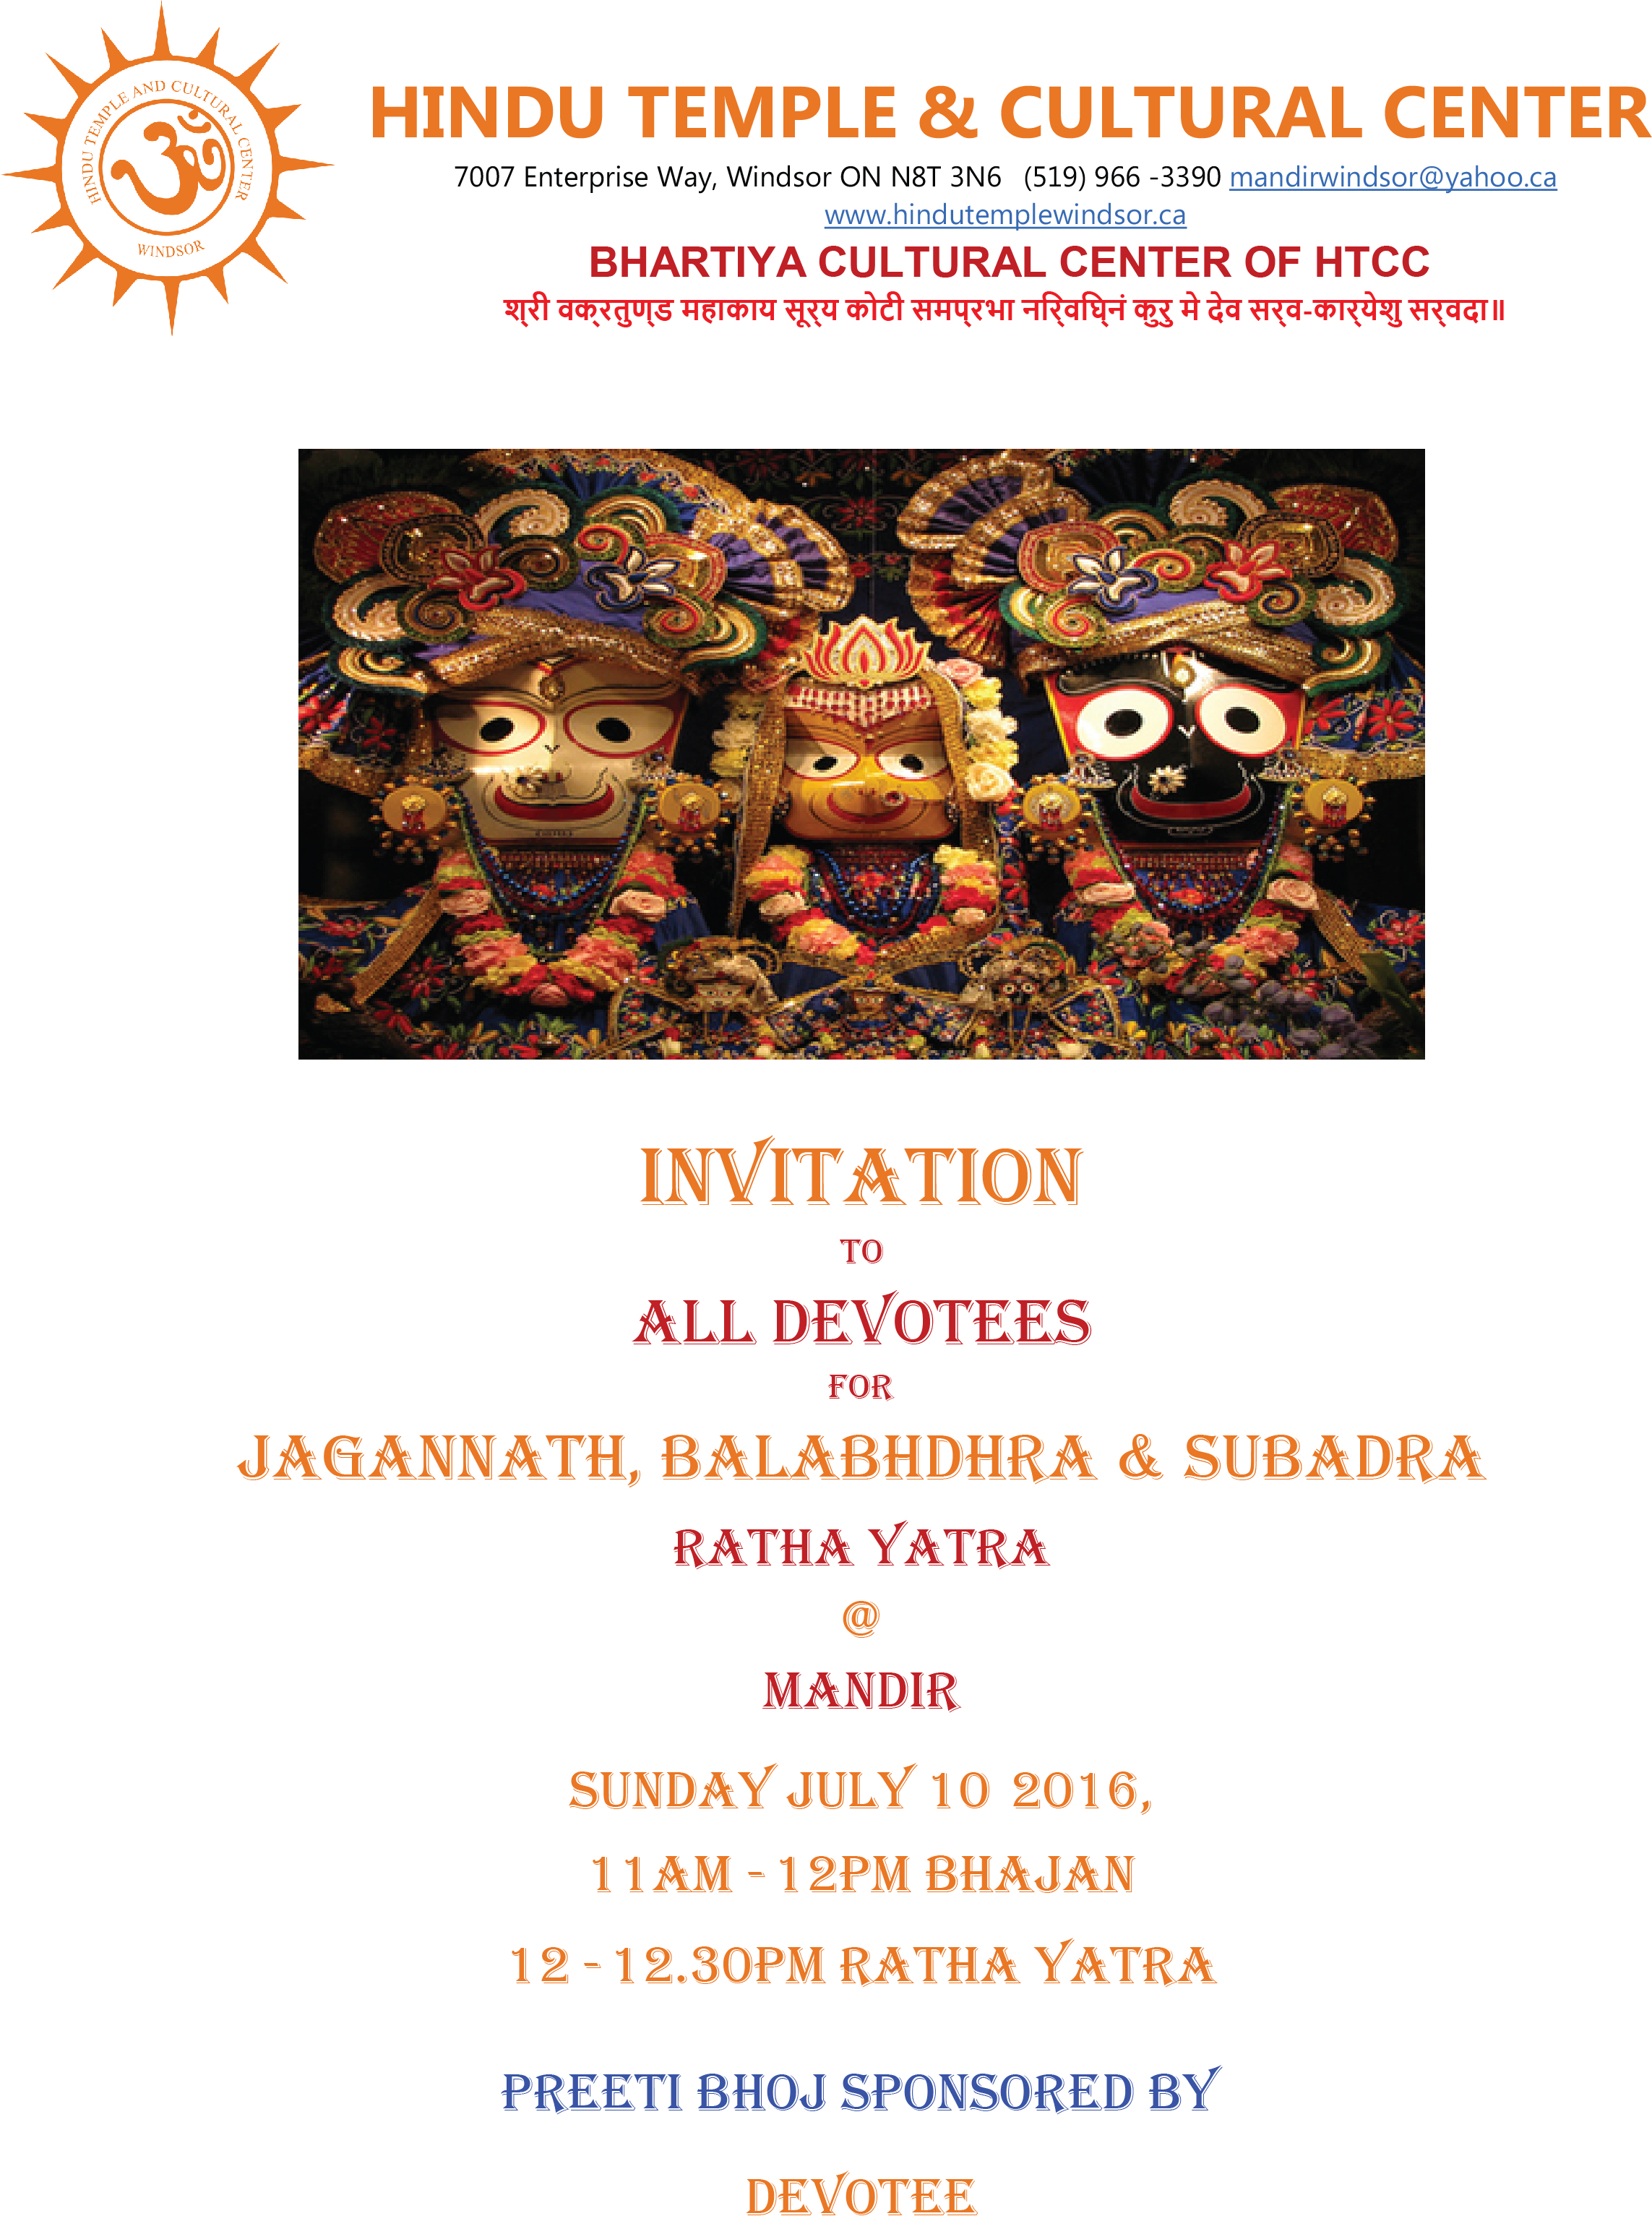 HINDU TEMPLE AND CULTURAL CENTER
WINDSOR
HINDU TEMPLE & CULTURAL CENTER
7007 Enterprise Way, Windsor ON N8T 3N6 (519) 966 -3390 mandirwindsor@yahoo.ca
www.hindutemplewindsor.ca
BHARTIYA CULTURAL CENTER OF HTCC
श्री वक्रतुण्ड महाकाय सूर्य कोटी समप्रभा निर्विघ्नं कुरु मे देव सर्व-कार्येशु सर्वदा॥
INVITATION
TO
ALL DEVOTEES
FOR
JAGANNATH, BALABHDHRA & SUBADRA
RATHA YATRA
@
MANDIR
SUNDAY JULY 10 2016,
11AM - 12PM BHAJAN
12 - 12.30PM RATHA YATRA
PREETI BHOJ SPONSORED BY
DEVOTEE